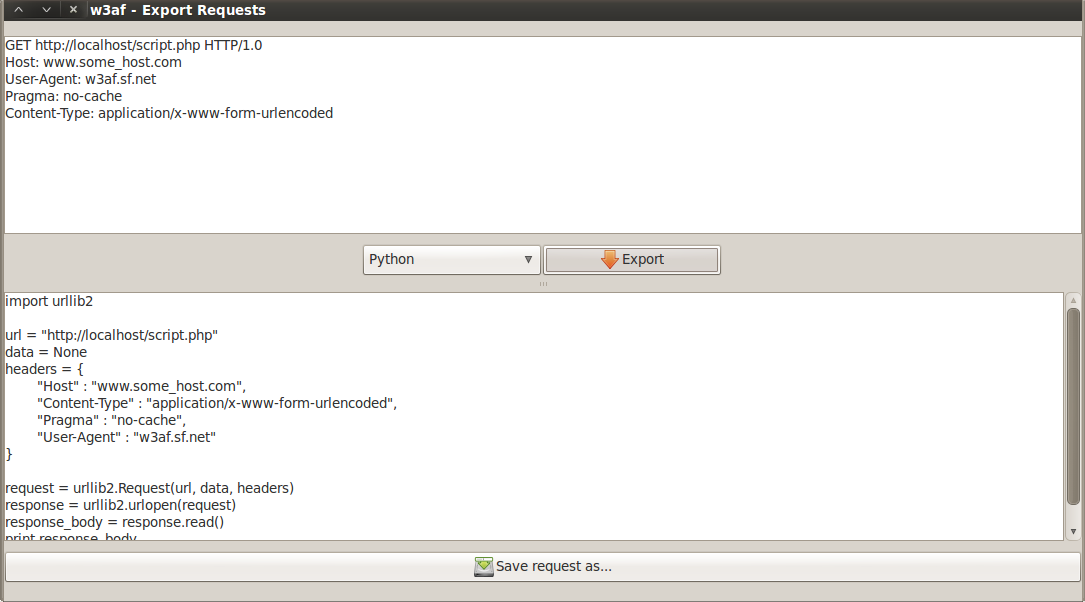 w3af - Export Requests
GET http://localhost/script.php HTTP/1.0
Host: www.some_host.com
User-Agent: w3af.sf.net
Pragma: no-cache
Content-Type: application/x-www-form-urlencoded
Python
Export
import urllib2
url = "http://localhost/script.php"
data = None
headers = {
"Host" : "www.some_host.com",
"Content-Type" : "application/x-www-form-urlencoded",
"Pragma" : "no-cache",
"User-Agent" : "w3af.sf.net"
}
request = urllib2.Request(url, data, headers)
response = urllib2.urlopen(request)
response_body = response.read()
print response_body
Save request as...